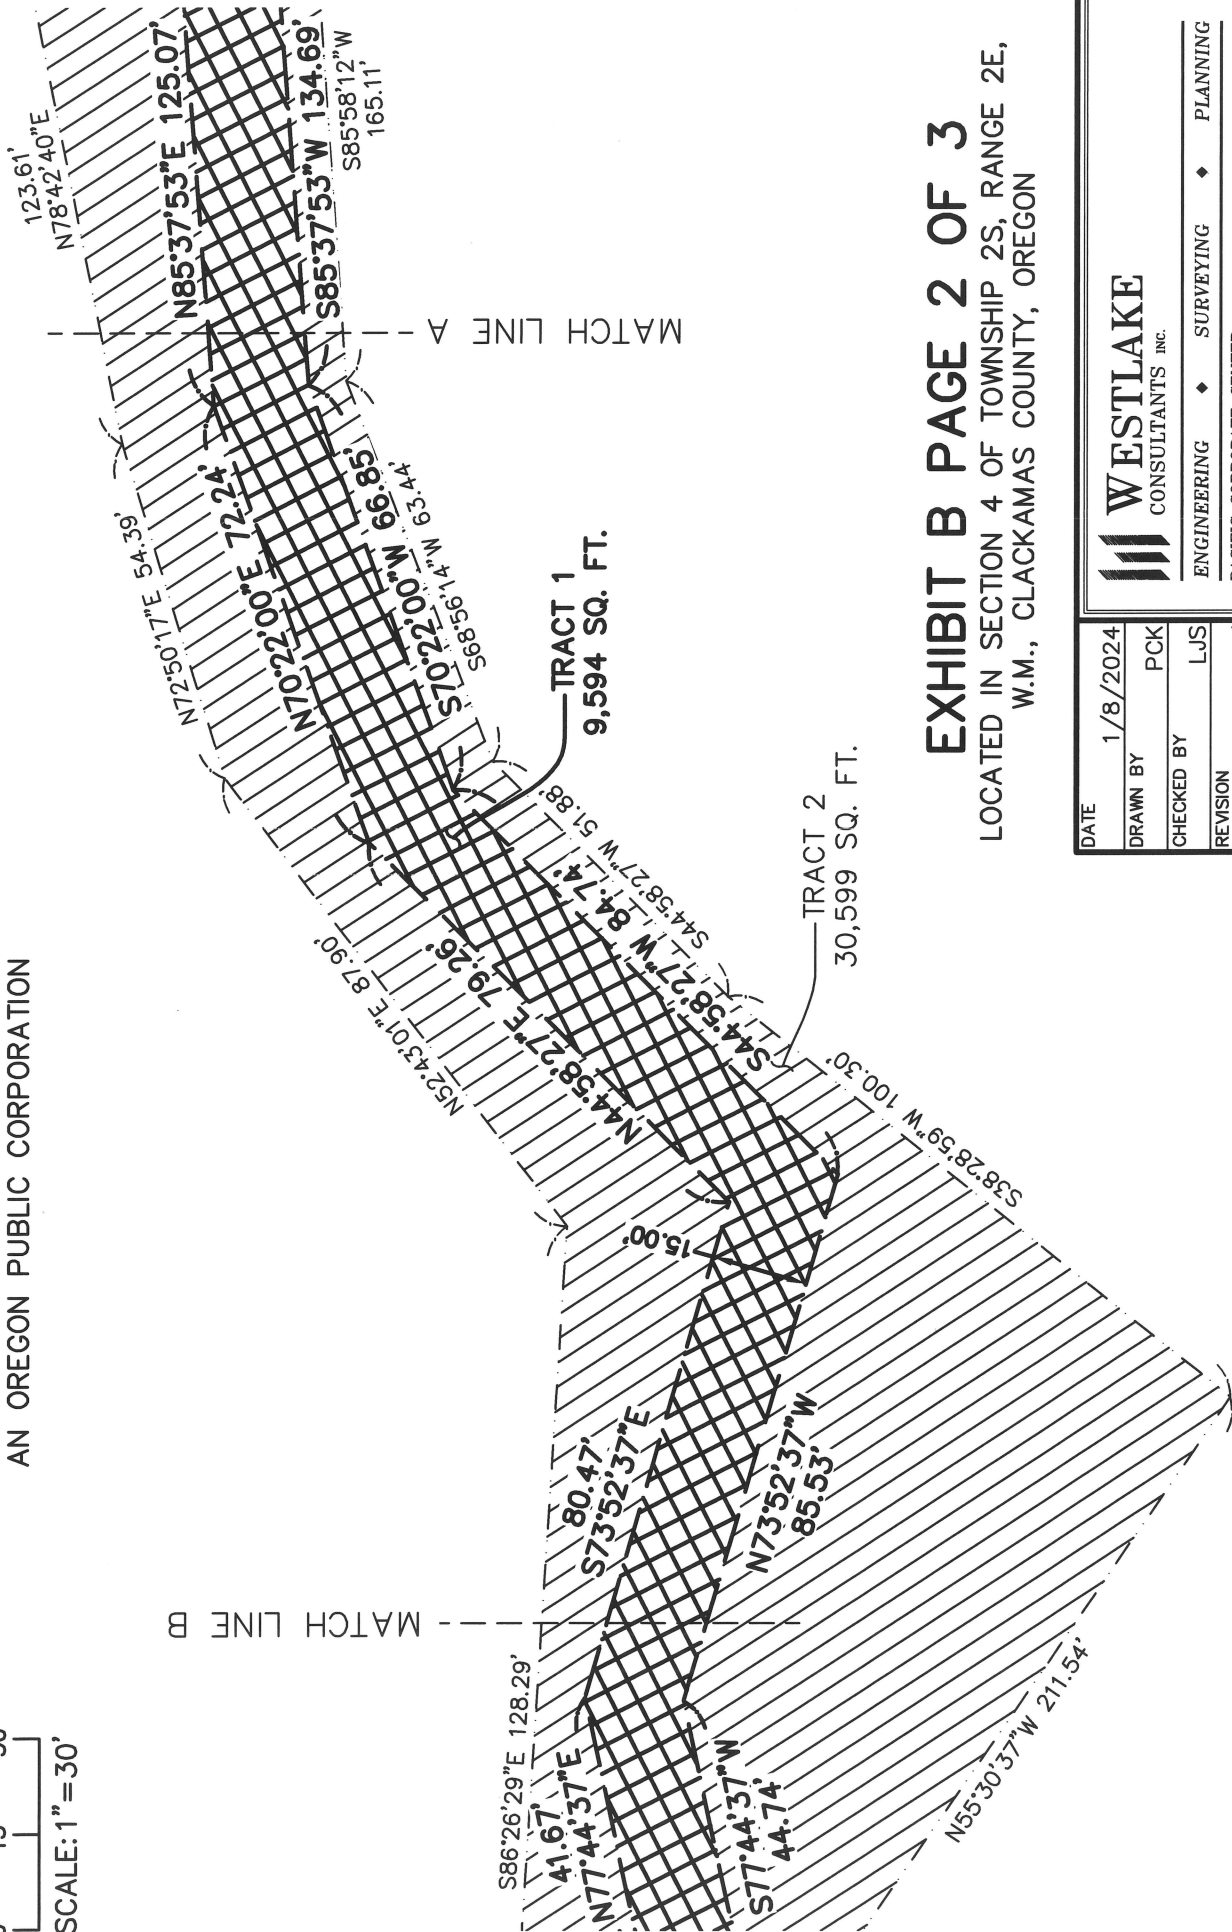 AN OREGON PUBLIC CORPORATION
SCALE: 1"=30'
123.61'
N78°42'40"E
N85°37'53"E 125.07'
S85°37'53"W 134.69'
S85°58'12"W
165.11'
MATCH LINE A
N72°50'17"E 54.39'
N70°22'00"E 72.24'
S70°22'00"W 66.85'
S68°56'14"W 63.44'
TRACT 1
9,594 SQ. FT.
N52°43'01"E 87.90'
N44°58'27"E 79.26'
S44°58'27"W 84.74'
S44°58'27"W 51.88'
TRACT 2
30,599 SQ. FT.
S38°28'59"W 100.30'
15.00'
80.47'
S73°52'37"E
N73°52'37"W
85.53'
MATCH LINE B
S86°26'29"E 128.29'
41.67'
N77°44'37"E
S77°44'37"W
44.74'
N55°30'37"W 211.54'
EXHIBIT B PAGE 2 OF 3
LOCATED IN SECTION 4 OF TOWNSHIP 2S, RANGE 2E,
W.M., CLACKAMAS COUNTY, OREGON
DATE
1/8/2024
DRAWN BY
PCK
CHECKED BY
LJS
REVISION
WESTLAKE
CONSULTANTS INC.
ENGINEERING ♦ SURVEYING ♦ PLANNING